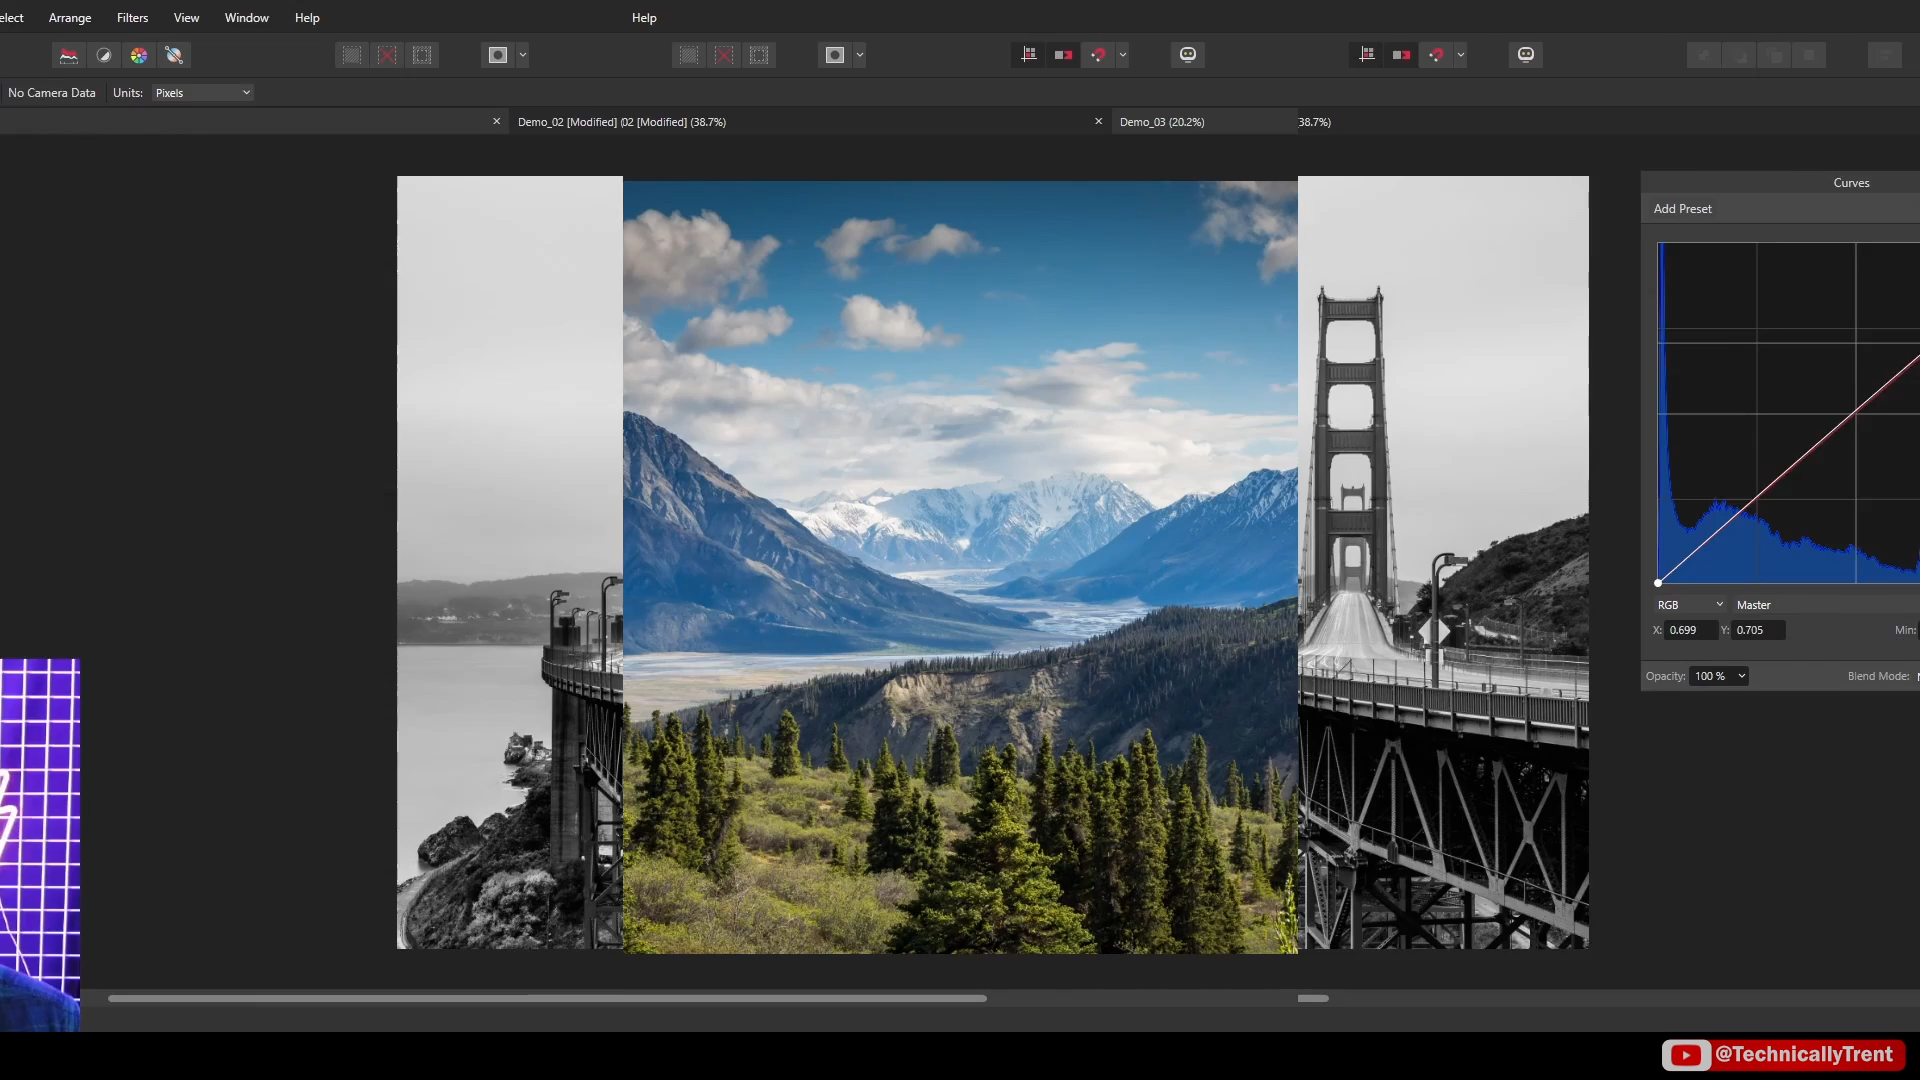 elect Arrange Filters View Window Help Help
No Camera Data Units: Pixels
Demo_02 [Modified] (02 [Modified] (38.7%) Demo_03 (20.2%) 38.7%)
Curves
Add Preset
RGB Master
X: 0.699 Y: 0.705 Min:
Opacity: 100 % Blend Mode:
@TechnicallyTrent